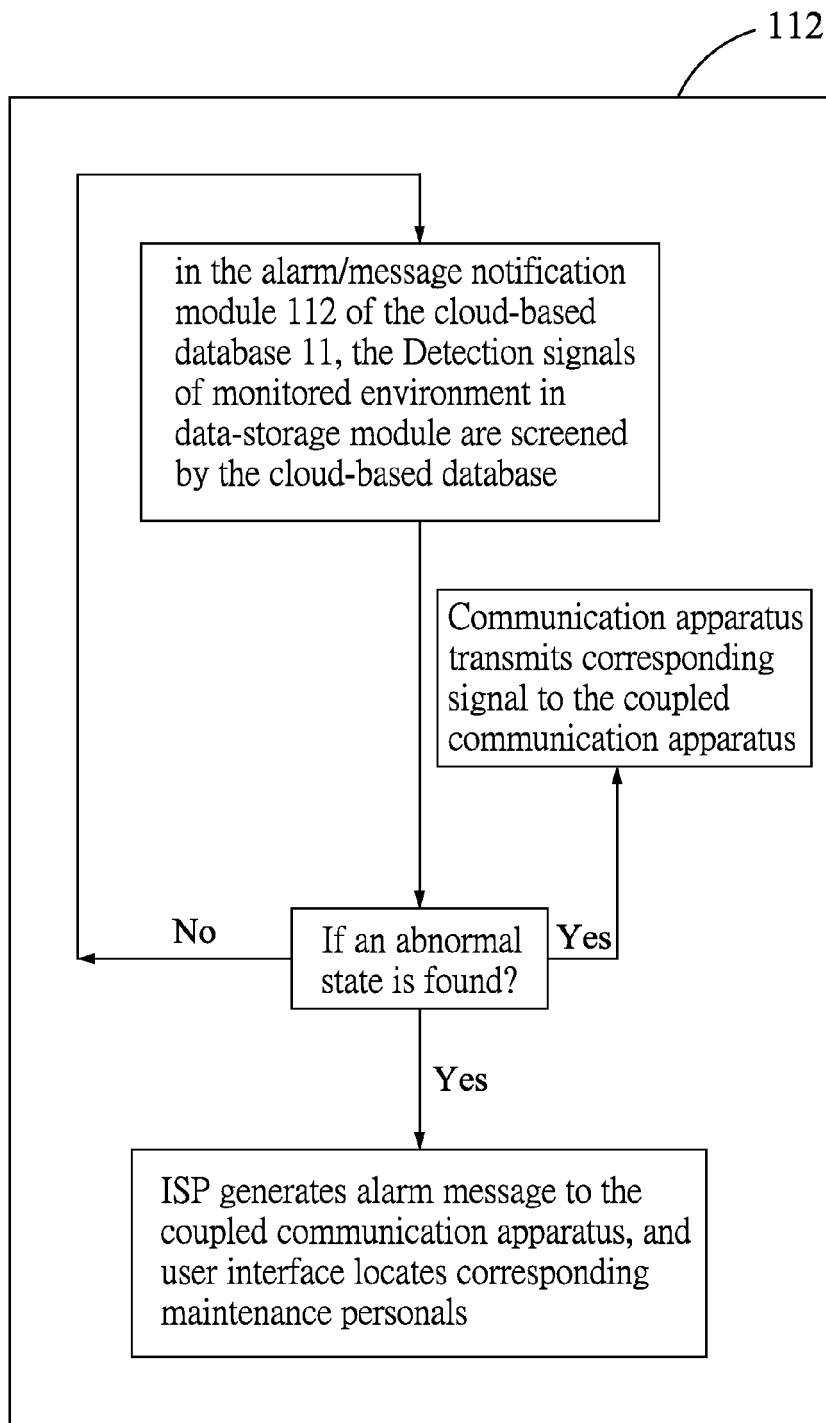 112
in the alarm/message notification
module 112 of the cloud-based
database 11, the Detection signals
of monitored environment in
data-storage module are screened
by the cloud-based database
Communication apparatus
transmits corresponding
signal to the coupled
communication apparatus
No
If an abnormal
state is found?
Yes
Yes
ISP generates alarm message to the
coupled communication apparatus, and
user interface locates corresponding
maintenance personals